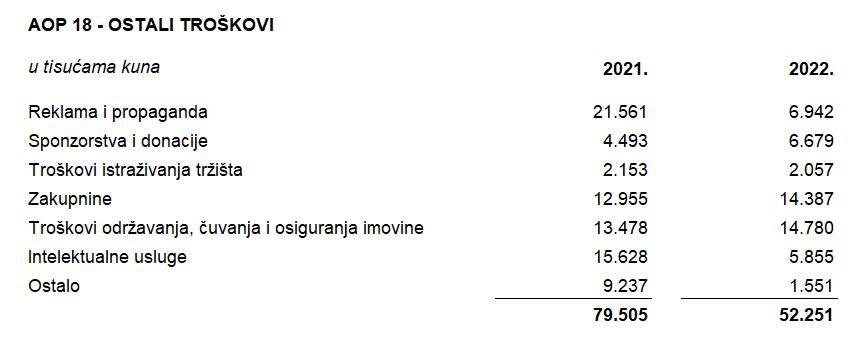 AOP 18 - OSTALI TROŠKOVI
u tisućama kuna 2021. 2022.
Reklama i propaganda 21.561 6.942
Sponzorstva i donacije 4.493 6.679
Troškovi istraživanja tržišta 2.153 2.057
Zakupnine 12.955 14.387
Troškovi održavanja, čuvanja i osiguranja imovine 13.478 14.780
Intelektualne usluge 15.628 5.855
Ostalo 9.237 1.551
79.505 52.251